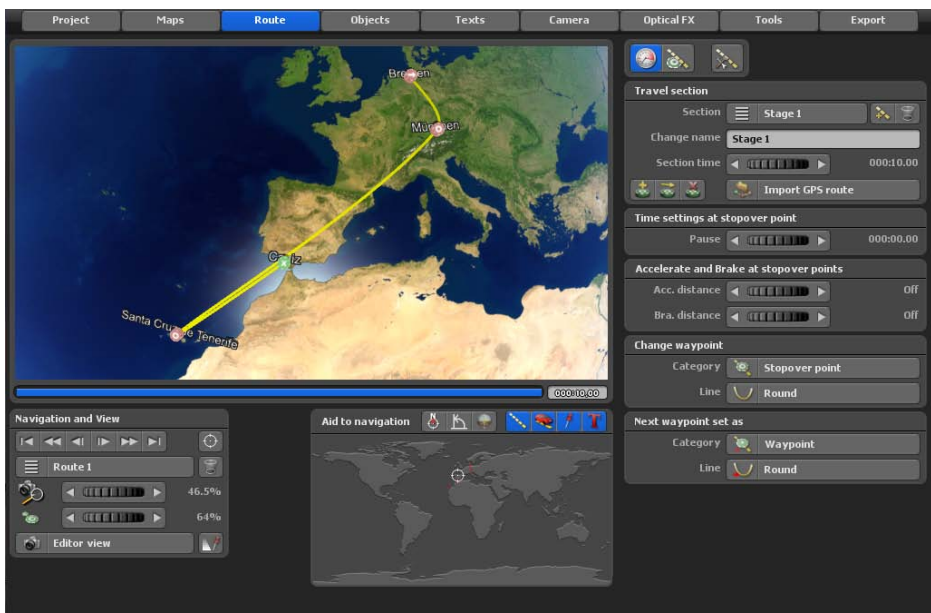 Project Maps Route Objects Texts Camera Optical FX Tools Export
Bremen
München
Cadiz
Santa Cruz de Tenerife
000:10,00
Travel section
Section Stage 1
Change name Stage 1
Section time 000:10.00
Import GPS route
Time settings at stopover point
Pause 000:00.00
Accelerate and Brake at stopover points
Acc. distance Off
Bra. distance Off
Change waypoint
Category Stopover point
Line Round
Next waypoint set as
Category Waypoint
Line Round
Navigation and View
Route 1
46.5%
64%
Editor view
Aid to navigation
N